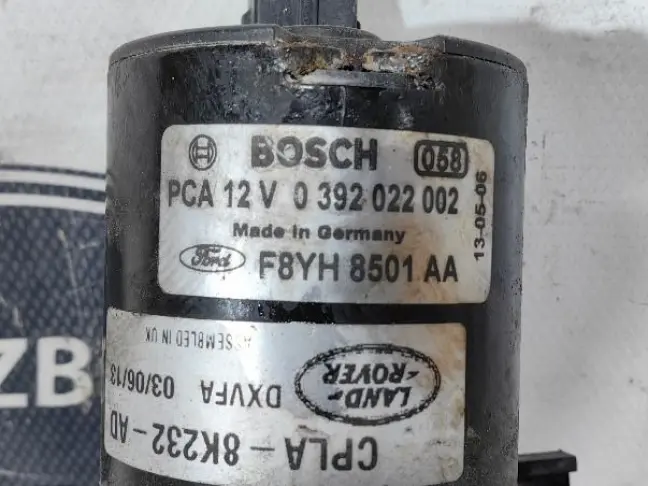 BOSCH 058
PCA 12 V 0 392 022 002
Made in Germany
13-05-06
Ford F8YH 8501 AA
ASSEMBLED IN UK
LAND-
-ROVER
DXVFA 03/06/13
CPLA-8K232-AD
ZB